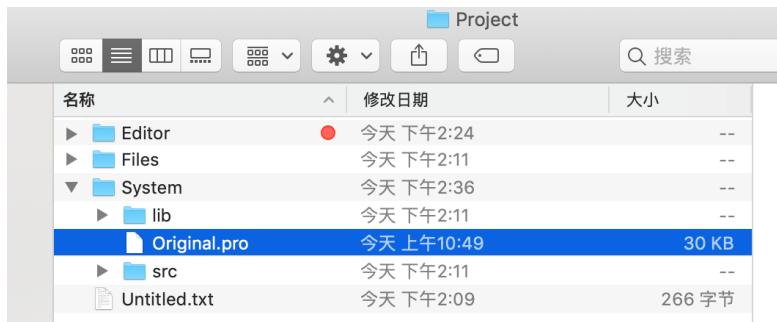 Project
搜索
名称 修改日期 大小
Editor 今天 下午2:24 --
Files 今天 下午2:11 --
System 今天 下午2:36 --
lib 今天 下午2:11 --
Original.pro 今天 上午10:49 30 KB
src 今天 下午2:11 --
Untitled.txt 今天 下午2:09 266 字节